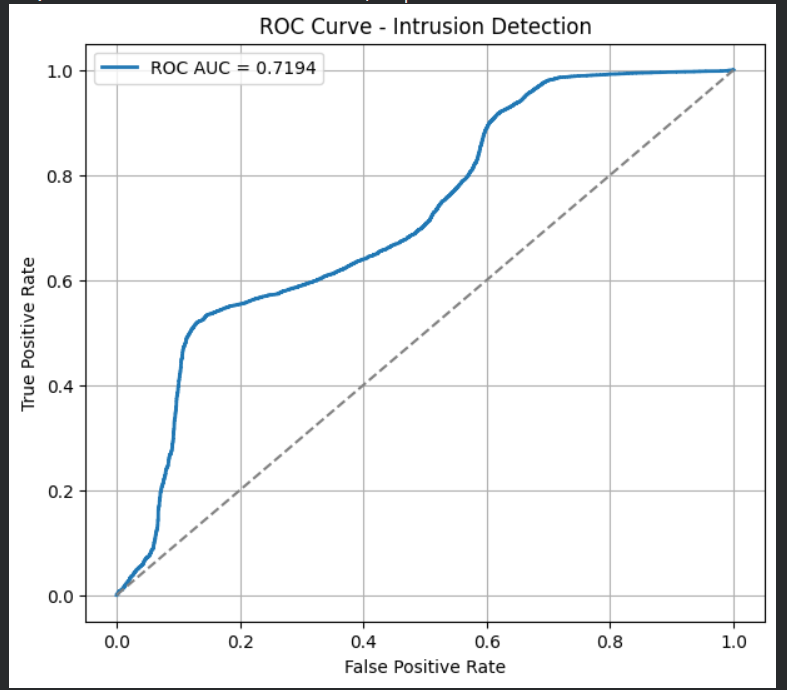 ROC Curve - Intrusion Detection
ROC AUC = 0.7194
1.0
0.8
0.6
0.4
0.2
0.0
True Positive Rate
0.0 0.2 0.4 0.6 0.8 1.0
False Positive Rate